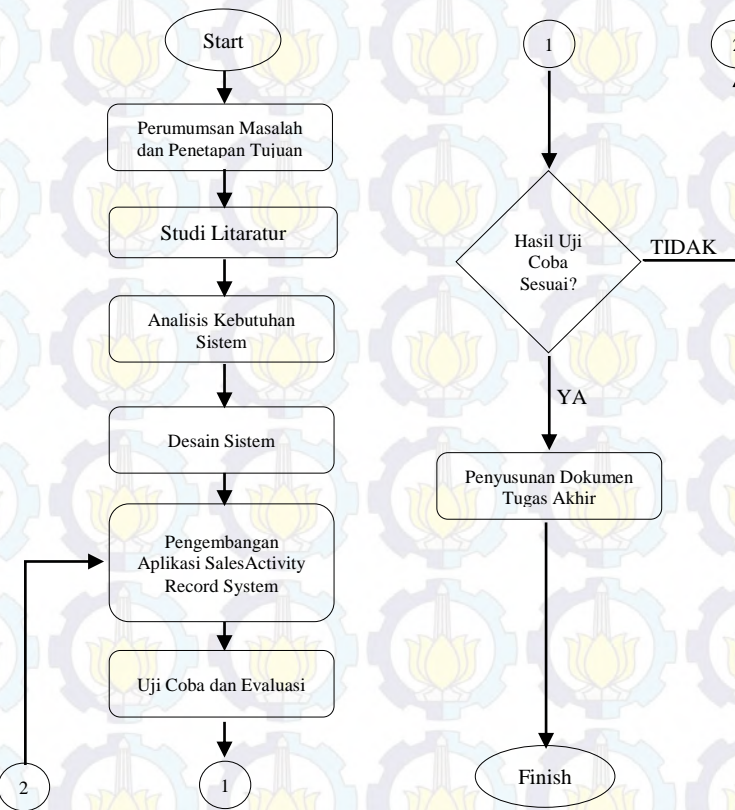 Start
Perumumsan Masalah
dan Penetapan Tujuan
Studi Litaratur
Analisis Kebutuhan
Sistem
Desain Sistem
Pengembangan
Aplikasi SalesActivity
Record System
Uji Coba dan Evaluasi
2
1
1
Hasil Uji
Coba
Sesuai?
TIDAK
YA
Penyusunan Dokumen
Tugas Akhir
Finish
2